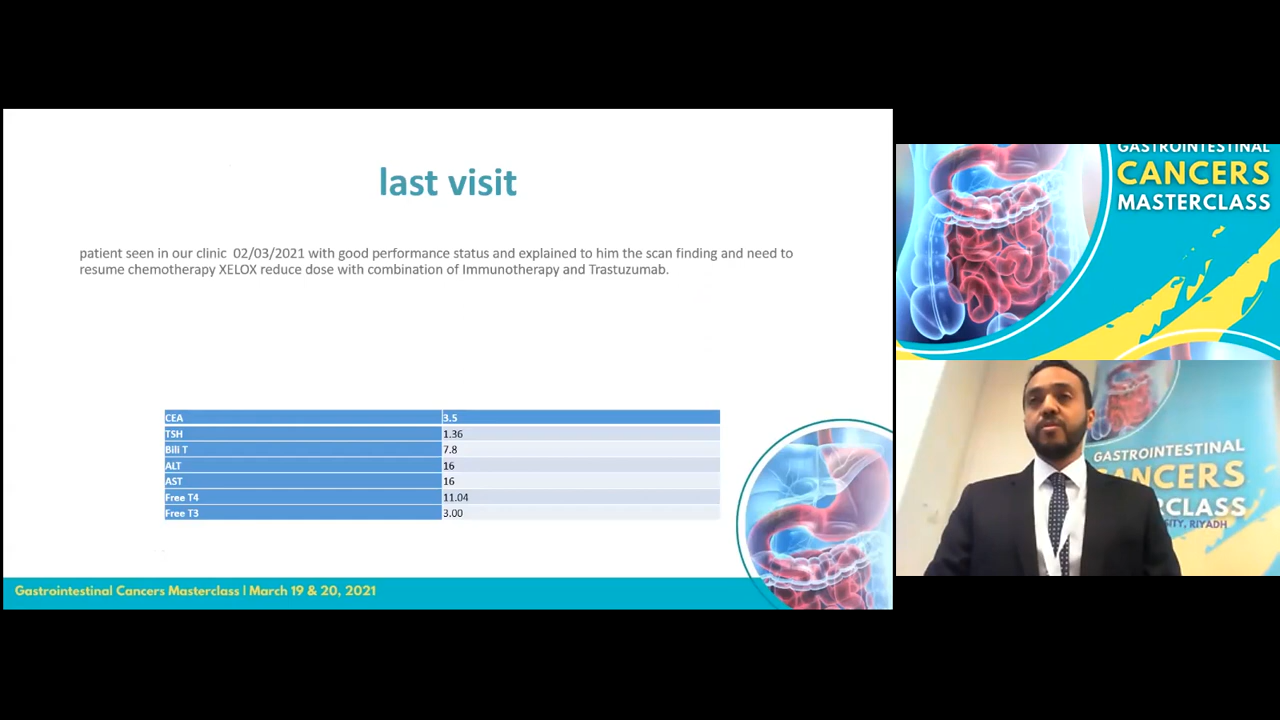 last visit
patient seen in our clinic 02/03/2021 with good performance status and explained to him the scan finding and need to
resume chemotherapy XELOX reduce dose with combination of Immunotherapy and Trastuzumab.
CEA 3.5
TSH 1.36
Bili T 7.8
ALT 16
AST 16
Free T4 11.04
Free T3 3.00
Gastrointestinal Cancers Masterclass | March 19 & 20, 2021
GASTROINTESTINAL
CANCERS
MASTERCLASS
GASTROINTESTINAL
CANCERS
RCLASS
SITY, RIYADH